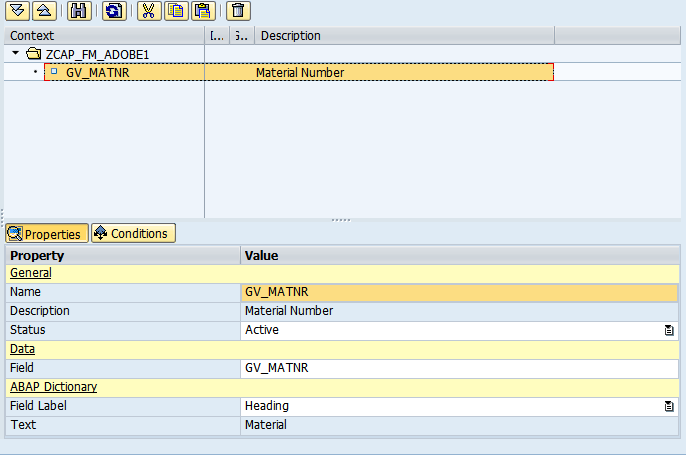 Context I... S.. Description
ZCAP_FM_ADOBE1
GV_MATNR Material Number
Properties Conditions
Property Value
General
Name GV_MATNR
Description Material Number
Status Active
Data
Field GV_MATNR
ABAP Dictionary
Field Label Heading
Text Material